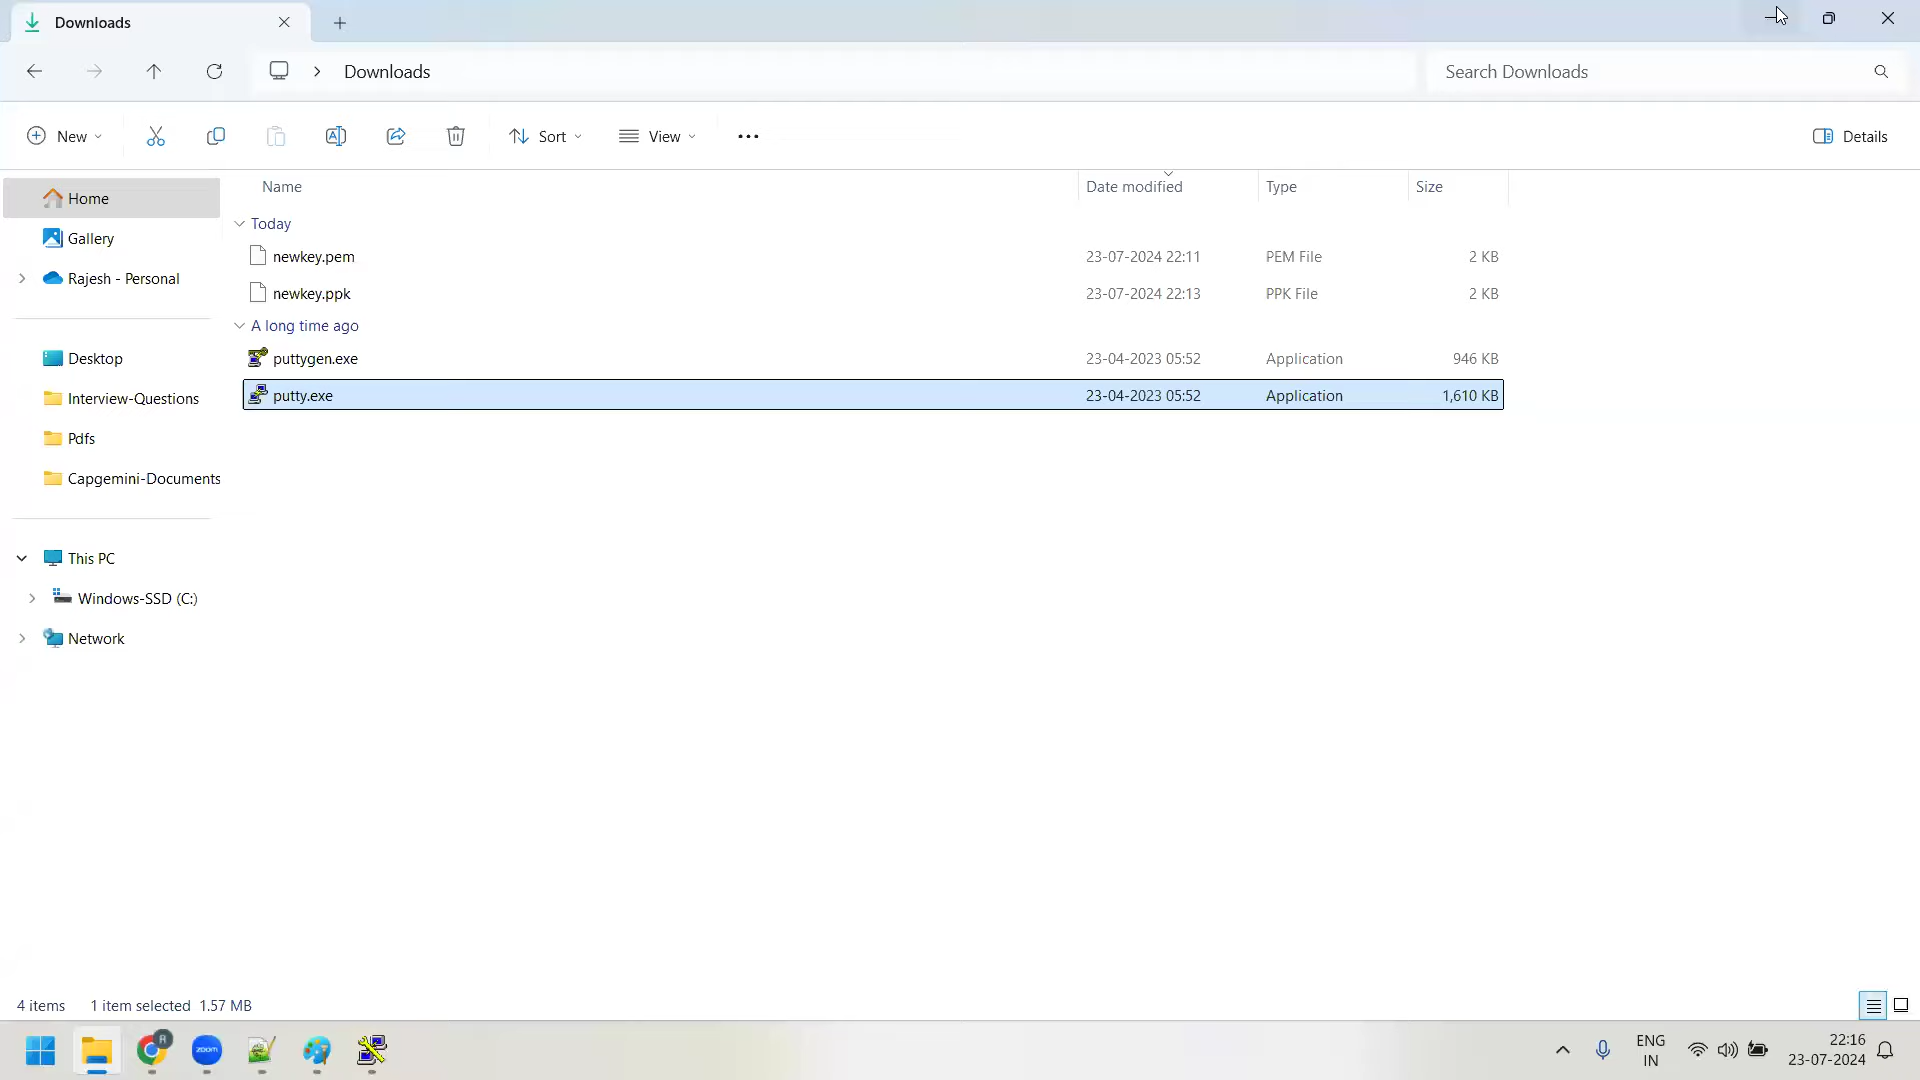 Downloads
Downloads
Search Downloads
New
Sort
View
Details
Name
Date modified
Type
Size
Home
Gallery
Rajesh - Personal
Desktop
Interview-Questions
Pdfs
Capgemini-Documents
This PC
Windows-SSD (C:)
Network
Today
newkey.pem 23-07-2024 22:11 PEM File 2 KB
newkey.ppk 23-07-2024 22:13 PPK File 2 KB
A long time ago
puttygen.exe 23-04-2023 05:52 Application 946 KB
putty.exe 23-04-2023 05:52 Application 1,610 KB
4 items 1 item selected 1.57 MB
R
zoom
ENG
IN
22:16
23-07-2024